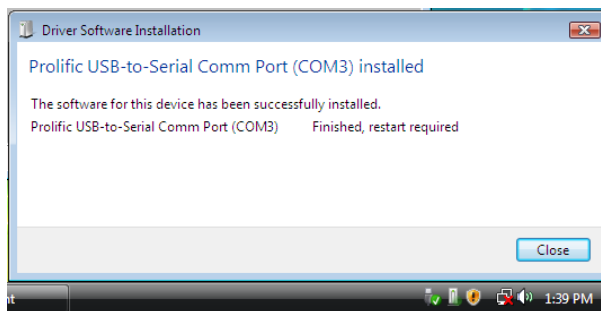 Driver Software Installation
Prolific USB-to-Serial Comm Port (COM3) installed
The software for this device has been successfully installed.
Prolific USB-to-Serial Comm Port (COM3) Finished, restart required
Close
nt 1:39 PM